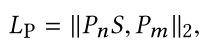 L_P = ‖P_n S, P_m‖_2,